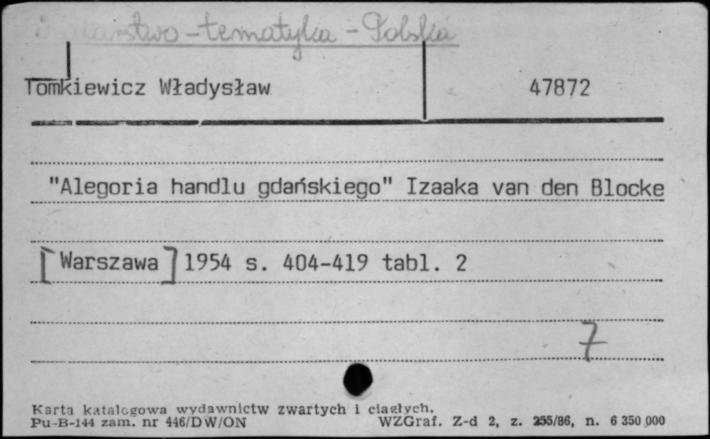 Malarstwo - tematyka - Polska
Tomkiewicz Władysław 47872
"Alegoria handlu gdańskiego" Izaaka van den Blocke
[Warszawa] 1954 s. 404-419 tabl. 2
7
Karta katalogowa wydawnictw zwartych i ciągłych.
Pu-B-144 zam. nr 446/DW/ON WZGraf. Z-d 2, z. 255/86, n. 6 350 000